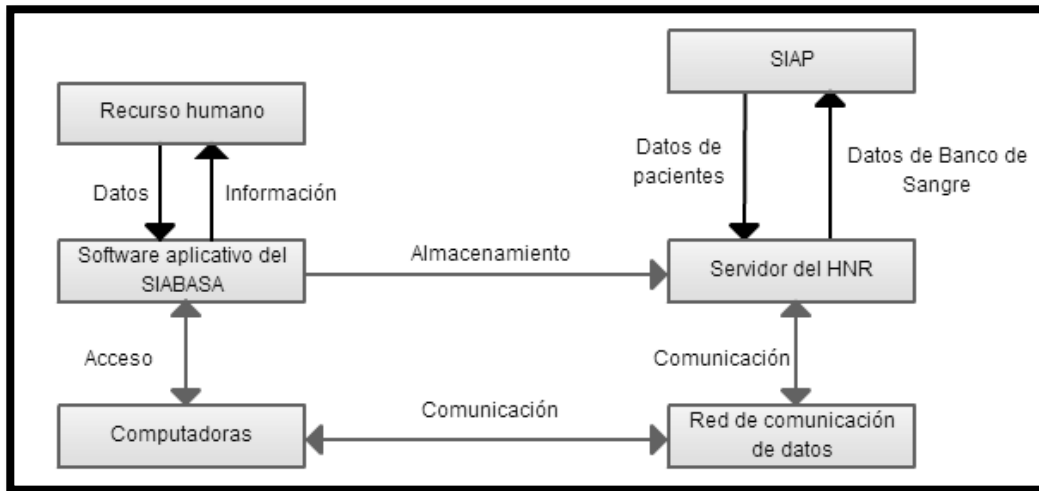 SIAP
Recurso humano
Datos de
pacientes
Datos de Banco de
Sangre
Datos
Información
Software aplicativo del
SIABASA
Almacenamiento
Servidor del HNR
Acceso
Comunicación
Computadoras
Comunicación
Red de comunicación
de datos